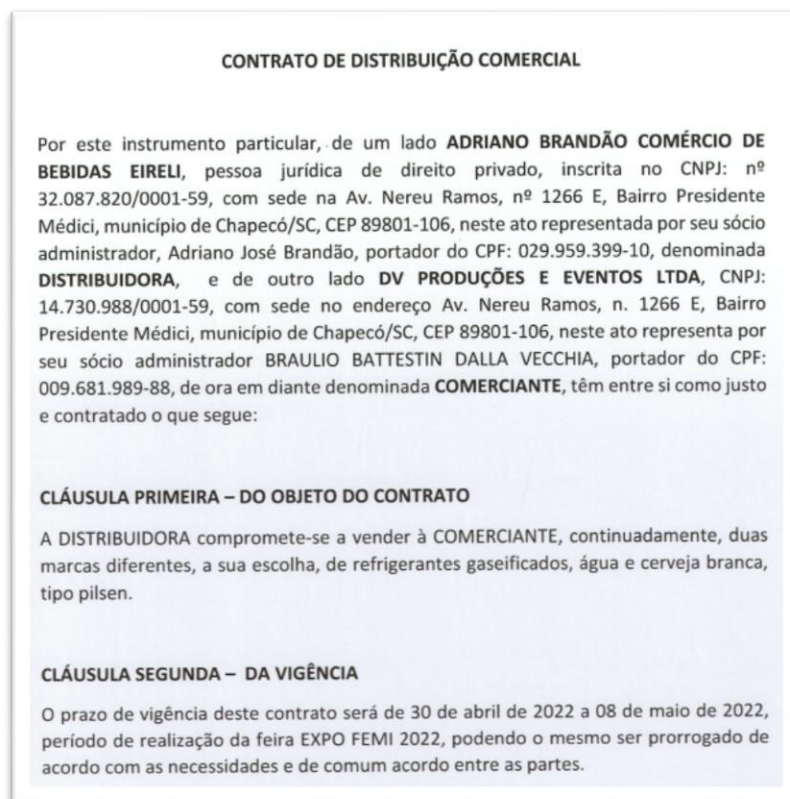 CONTRATO DE DISTRIBUIÇÃO COMERCIAL
Por este instrumento particular, de um lado ADRIANO BRANDÃO COMÉRCIO DE
BEBIDAS EIRELI, pessoa jurídica de direito privado, inscrita no CNPJ: nº
32.087.820/0001-59, com sede na Av. Nereu Ramos, nº 1266 E, Bairro Presidente
Médici, município de Chapecó/SC, CEP 89801-106, neste ato representada por seu sócio
administrador, Adriano José Brandão, portador do CPF: 029.959.399-10, denominada
DISTRIBUIDORA, e de outro lado DV PRODUÇÕES E EVENTOS LTDA, CNPJ:
14.730.988/0001-59, com sede no endereço Av. Nereu Ramos, n. 1266 E, Bairro
Presidente Médici, município de Chapecó/SC, CEP 89801-106, neste ato representa por
seu sócio administrador BRAULIO BATTESTIN DALLA VECCHIA, portador do CPF:
009.681.989-88, de ora em diante denominada COMERCIANTE, têm entre si como justo
e contratado o que segue:
CLÁUSULA PRIMEIRA – DO OBJETO DO CONTRATO
A DISTRIBUIDORA compromete-se a vender à COMERCIANTE, continuadamente, duas
marcas diferentes, a sua escolha, de refrigerantes gaseificados, água e cerveja branca,
tipo pilsen.
CLÁUSULA SEGUNDA – DA VIGÊNCIA
O prazo de vigência deste contrato será de 30 de abril de 2022 a 08 de maio de 2022,
período de realização da feira EXPO FEMI 2022, podendo o mesmo ser prorrogado de
acordo com as necessidades e de comum acordo entre as partes.